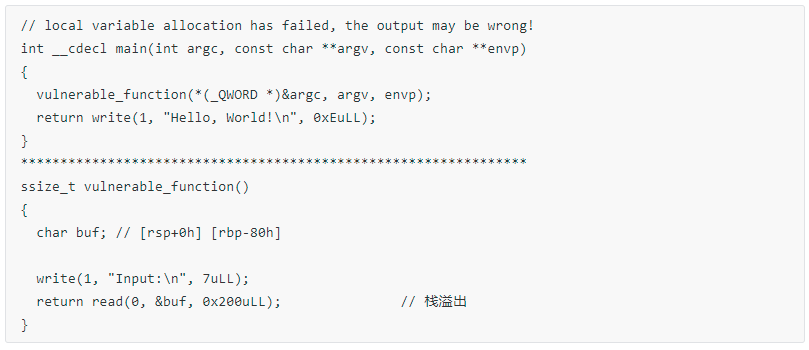 // local variable allocation has failed, the output may be wrong!
int __cdecl main(int argc, const char **argv, const char **envp)
{
  vulnerable_function(*(_QWORD *)&argc, argv, envp);
  return write(1, "Hello, World!\n", 0xEuLL);
}
****************************************************************
ssize_t vulnerable_function()
{
  char buf; // [rsp+0h] [rbp-80h]

  write(1, "Input:\n", 7uLL);
  return read(0, &buf, 0x200uLL);               // 栈溢出
}